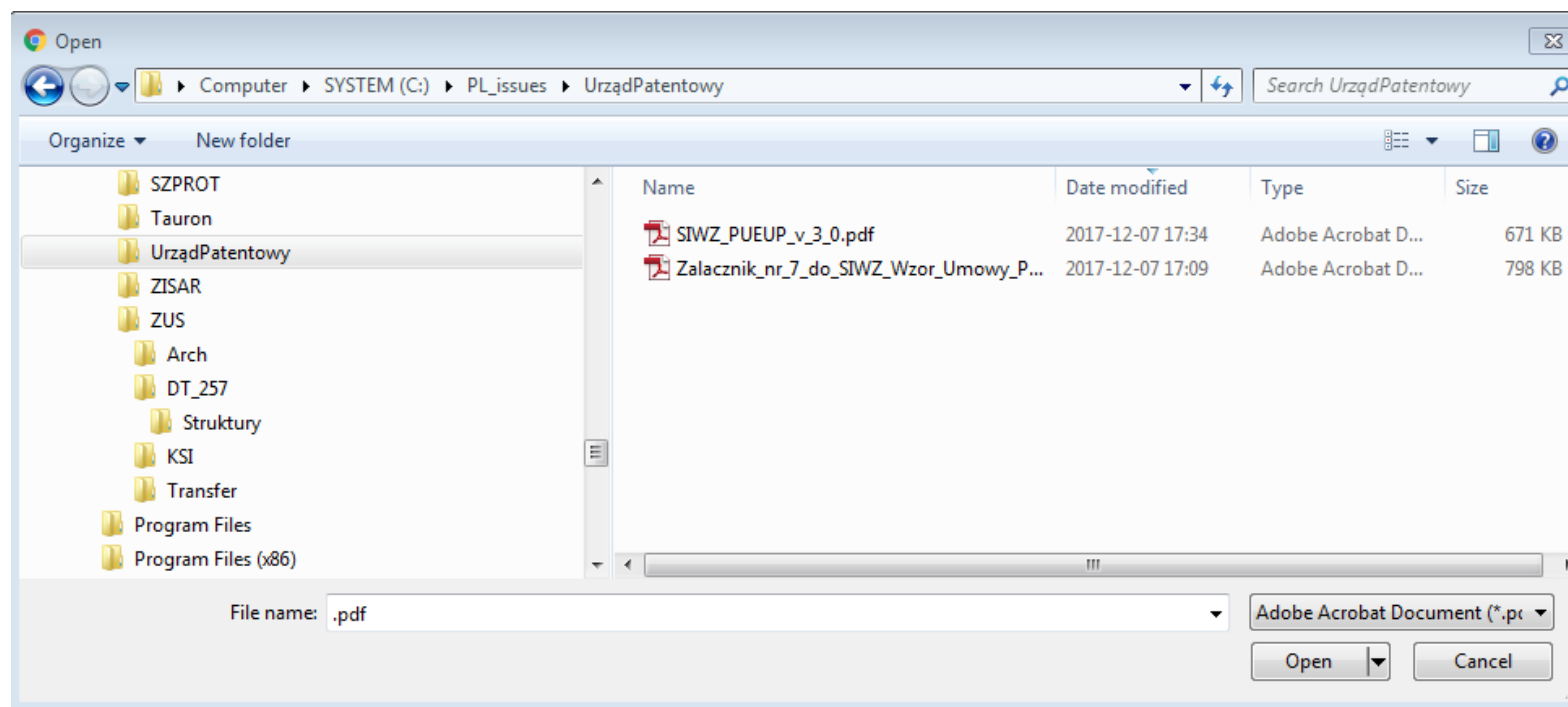 Open
Computer SYSTEM (C:) PL_issues UrządPatentowy Search UrządPatentowy
Organize New folder
SZPROT
Tauron
UrządPatentowy
ZISAR
ZUS
Arch
DT_257
Struktury
KSI
Transfer
Program Files
Program Files (x86)
Name Date modified Type Size
SIWZ_PUEUP_v_3_0.pdf 2017-12-07 17:34 Adobe Acrobat D... 671 KB
Zalacznik_nr_7_do_SIWZ_Wzor_Umowy_P... 2017-12-07 17:09 Adobe Acrobat D... 798 KB
File name: .pdf Adobe Acrobat Document (*.pc
Open Cancel